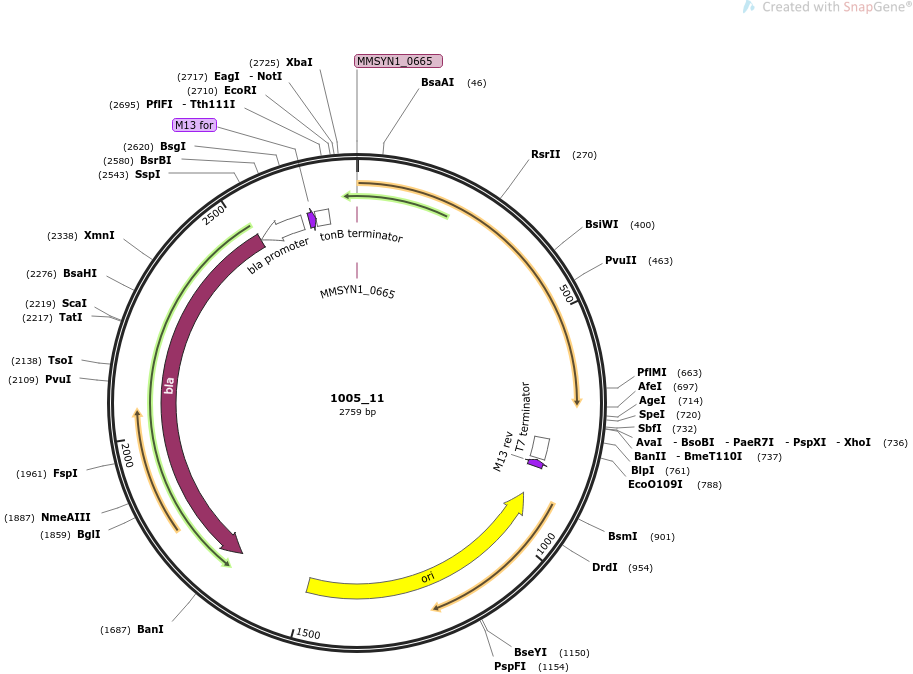 Created with SnapGene®
(2725) XbaI
MMSYN1_0665
(2717) EagI - NotI
BsaAI (46)
(2710) EcoRI
(2695) PflFI - Tth111I
M13 for
(2620) BsgI
(2580) BsrBI
(2543) SspI
RsrII (270)
BsiWI (400)
PvuII (463)
2500
500
tonB terminator
bla promoter
MMSYN1_0665
(2338) XmnI
(2276) BsaHI
(2219) ScaI
(2217) TatI
(2138) TsoI
(2109) PvuI
bla
1005_11
2759 bp
PflMI (663)
AfeI (697)
AgeI (714)
SpeI (720)
SbfI (732)
AvaI - BsoBI - PaeR7I - PspXI - XhoI (736)
BanII - BmeT110I (737)
BlpI (761)
EcoO109I (788)
T7 terminator
M13 rev
2000
(1961) FspI
(1887) NmeAIII
(1859) BglI
BsmI (901)
1000
DrdI (954)
ori
(1687) BanI
1500
BseYI (1150)
PspFI (1154)